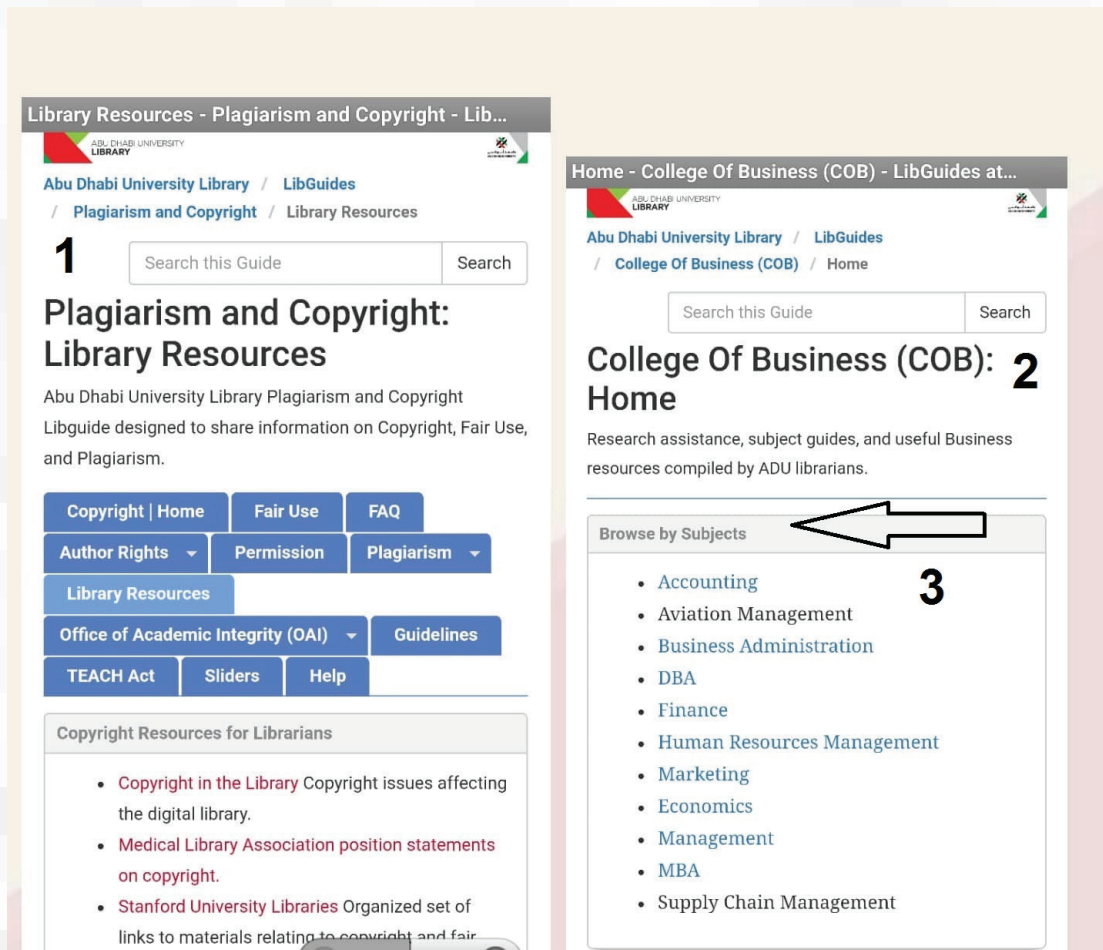 Library Resources - Plagiarism and Copyright - Lib...
ABU DHABI UNIVERSITY
LIBRARY
Abu Dhabi University Library / LibGuides
/ Plagiarism and Copyright / Library Resources
1
Search this Guide
Search
Plagiarism and Copyright:
Library Resources
Abu Dhabi University Library Plagiarism and Copyright
Libguide designed to share information on Copyright, Fair Use,
and Plagiarism.
Copyright | Home
Fair Use
FAQ
Author Rights
Permission
Plagiarism
Library Resources
Office of Academic Integrity (OAI)
Guidelines
TEACH Act
Sliders
Help
Copyright Resources for Librarians
• Copyright in the Library Copyright issues affecting
the digital library.
• Medical Library Association position statements
on copyright.
• Stanford University Libraries Organized set of
links to materials relating to copyright and fair
Home - College Of Business (COB) - LibGuides at...
ABU DHABI UNIVERSITY
LIBRARY
Abu Dhabi University Library / LibGuides
/ College Of Business (COB) / Home
Search this Guide
Search
College Of Business (COB):
Home
2
Research assistance, subject guides, and useful Business
resources compiled by ADU librarians.
Browse by Subjects
3
• Accounting
• Aviation Management
• Business Administration
• DBA
• Finance
• Human Resources Management
• Marketing
• Economics
• Management
• MBA
• Supply Chain Management